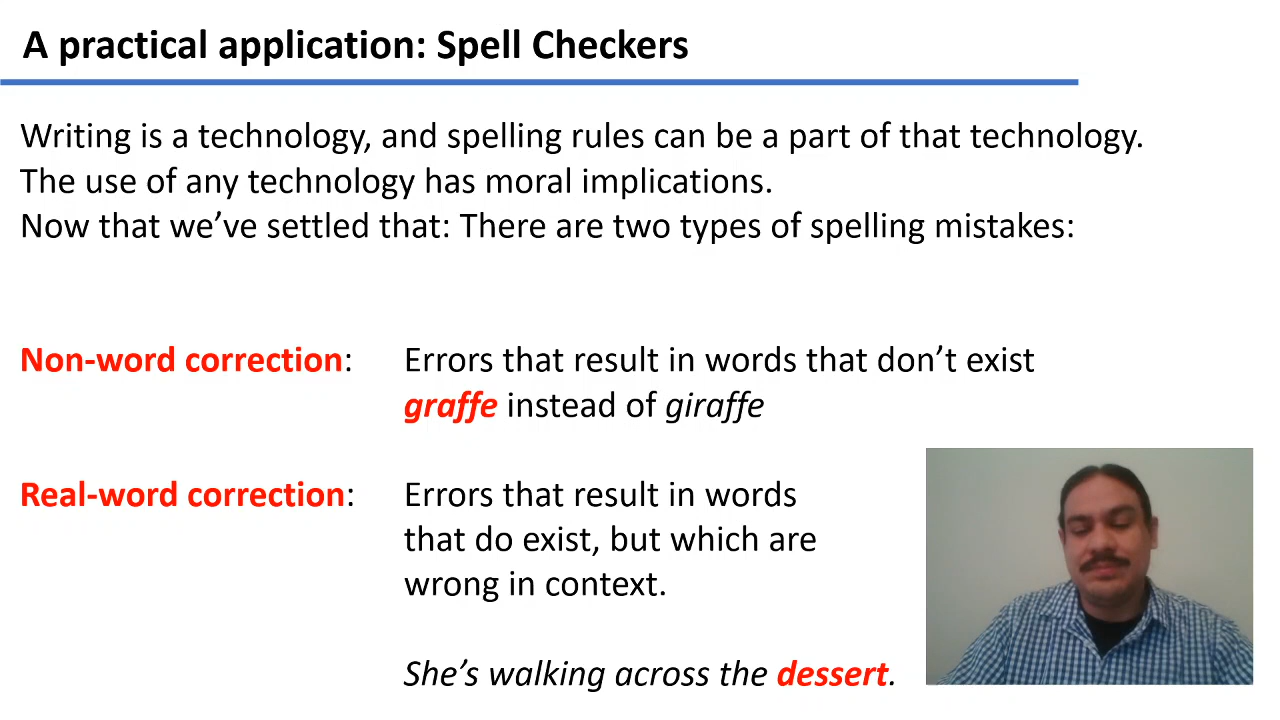 A practical application: Spell Checkers
Writing is a technology, and spelling rules can be a part of that technology.
The use of any technology has moral implications.
Now that we’ve settled that: There are two types of spelling mistakes:
Non-word correction: Errors that result in words that don’t exist
graffe instead of giraffe
Real-word correction: Errors that result in words
that do exist, but which are
wrong in context.
She’s walking across the dessert.